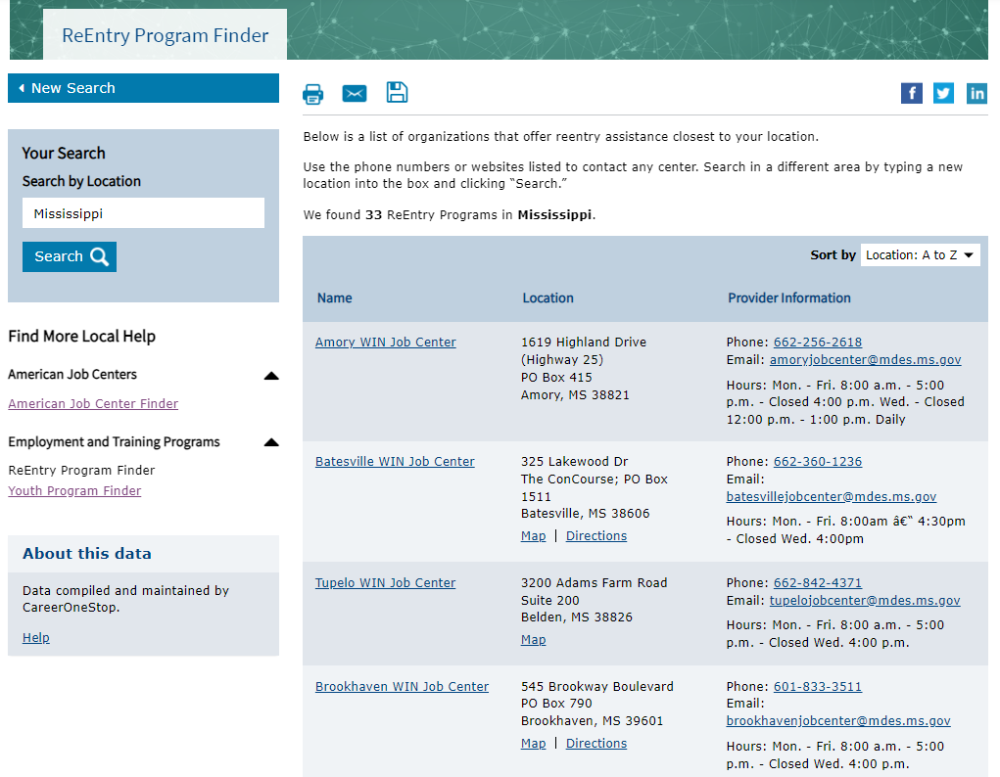 ReEntry Program Finder
New Search
Your Search
Search by Location
Mississippi
Search
Find More Local Help
American Job Centers
American Job Center Finder
Employment and Training Programs
ReEntry Program Finder
Youth Program Finder
About this data
Data compiled and maintained by
CareerOneStop.
Help
f
in
Below is a list of organizations that offer reentry assistance closest to your location.
Use the phone numbers or websites listed to contact any center. Search in a different area by typing a new
location into the box and clicking “Search.”
We found 33 ReEntry Programs in Mississippi.
Sort by Location: A to Z
Name Location Provider Information
Amory WIN Job Center
1619 Highland Drive
(Highway 25)
PO Box 415
Amory, MS 38821
Phone: 662-256-2618
Email: amoryjobcenter@mdes.ms.gov
Hours: Mon. - Fri. 8:00 a.m. - 5:00
p.m. - Closed 4:00 p.m. Wed. - Closed
12:00 p.m. - 1:00 p.m. Daily
Batesville WIN Job Center
325 Lakewood Dr
The ConCourse; PO Box
1511
Batesville, MS 38606
Map | Directions
Phone: 662-360-1236
Email:
batesvillejobcenter@mdes.ms.gov
Hours: Mon. - Fri. 8:00am â€“ 4:30pm
- Closed Wed. 4:00pm
Tupelo WIN Job Center
3200 Adams Farm Road
Suite 200
Belden, MS 38826
Map
Phone: 662-842-4371
Email: tupelojobcenter@mdes.ms.gov
Hours: Mon. - Fri. 8:00 a.m. - 5:00
p.m. - Closed Wed. 4:00 p.m.
Brookhaven WIN Job Center
545 Brookway Boulevard
PO Box 790
Brookhaven, MS 39601
Map | Directions
Phone: 601-833-3511
Email:
brookhavenjobcenter@mdes.ms.gov
Hours: Mon. - Fri. 8:00 a.m. - 5:00
p.m. - Closed Wed. 4:00 p.m.